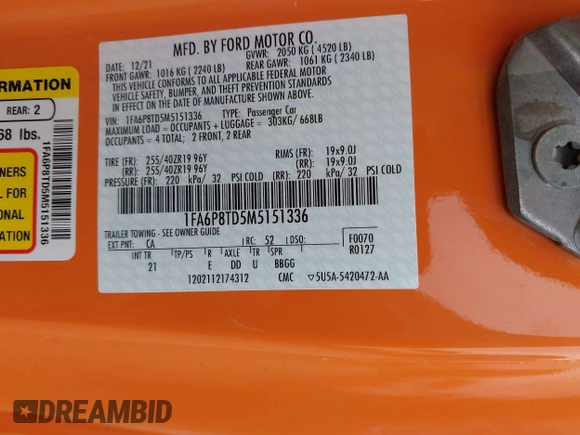 MFD. BY FORD MOTOR CO.
DATE: 12/21 GVWR: 2050 KG (4520 LB)
FRONT GAWR: 1016 KG (2240 LB) REAR GAWR: 1061 KG (2340 LB)
THIS VEHICLE CONFORMS TO ALL APPLICABLE FEDERAL MOTOR
VEHICLE SAFETY, BUMPER, AND THEFT PREVENTION STANDARDS
IN EFFECT ON THE DATE OF MANUFACTURE SHOWN ABOVE.
VIN: 1FA6P8TD5M5151336 TYPE: Passenger Car
MAXIMUM LOAD = OCCUPANTS + LUGGAGE = 303KG/668LB
OCCUPANTS = 4 TOTAL: 2 FRONT, 2 REAR
TIRE (FR): 255/40ZR19 96Y RIMS (FR): 19x9.0J
(RR): 255/40ZR19 96Y (RR): 19x9.0J
PRESSURE (FR): 220 kPa/ 32 PSI COLD (RR): 220 kPa/ 32 PSI COLD
1FA6P8TD5M5151336
TRAILER TOWING - SEE OWNER GUIDE
EXT PNT: CA RC: 52 DSO: F0070
INT TR TP/PS R AXLE TR SPR R0127
21 E DD U BBGG
1202112174312 CMC 5U5A-5420472-AA
FORMATION
REAR: 2
68 lbs.
NERS
L FOR
ONAL
N
1FA6P8TD5M5151336
DREAMBID